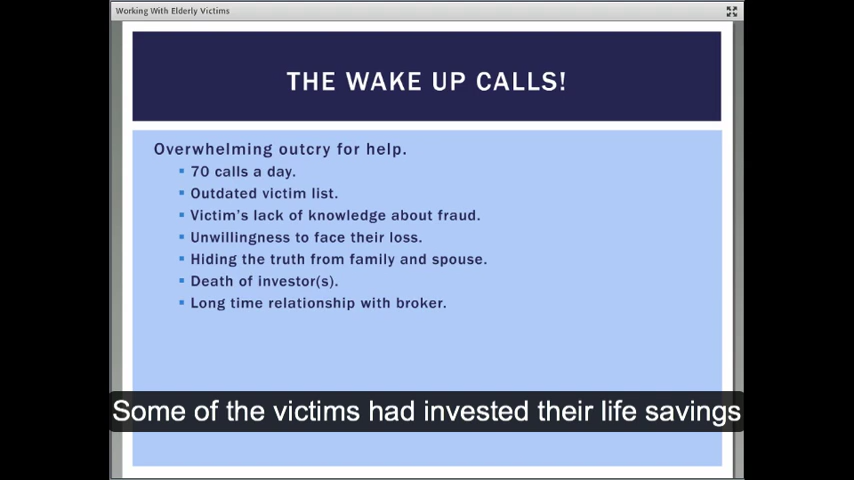 Working With Elderly Victims
THE WAKE UP CALLS!
Overwhelming outcry for help.
▪ 70 calls a day.
▪ Outdated victim list.
▪ Victim's lack of knowledge about fraud.
▪ Unwillingness to face their loss.
▪ Hiding the truth from family and spouse.
▪ Death of investor(s).
▪ Long time relationship with broker.
Some of the victims had invested their life savings